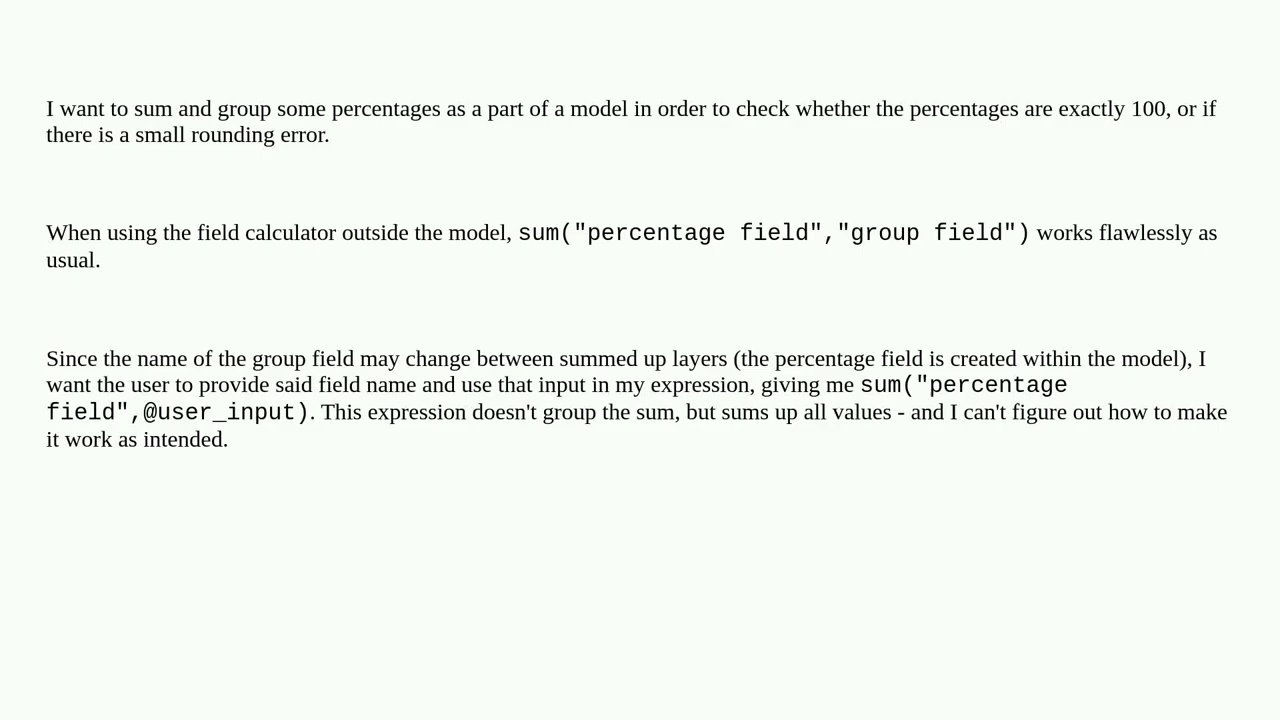 I want to sum and group some percentages as a part of a model in order to check whether the percentages are exactly 100, or if
there is a small rounding error.
When using the field calculator outside the model, sum("percentage field","group field") works flawlessly as
usual.
Since the name of the group field may change between summed up layers (the percentage field is created within the model), I
want the user to provide said field name and use that input in my expression, giving me sum("percentage
field",@user_input). This expression doesn't group the sum, but sums up all values - and I can't figure out how to make
it work as intended.